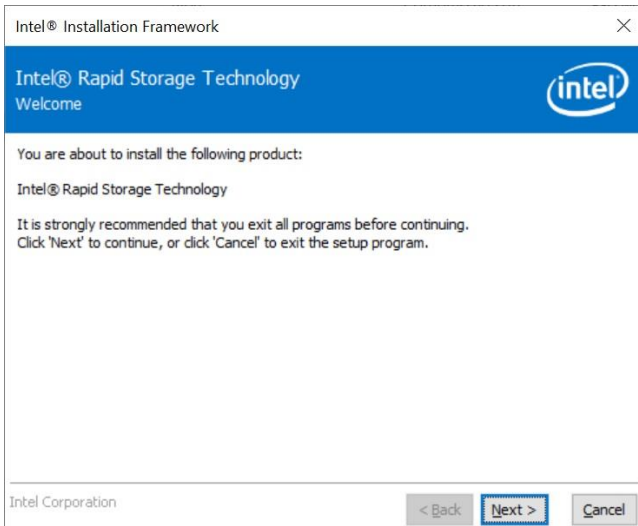 Intel® Installation Framework
Intel® Rapid Storage Technology
Welcome
intel
You are about to install the following product:
Intel® Rapid Storage Technology
It is strongly recommended that you exit all programs before continuing.
Click 'Next' to continue, or click 'Cancel' to exit the setup program.
Intel Corporation
< Back Next > Cancel